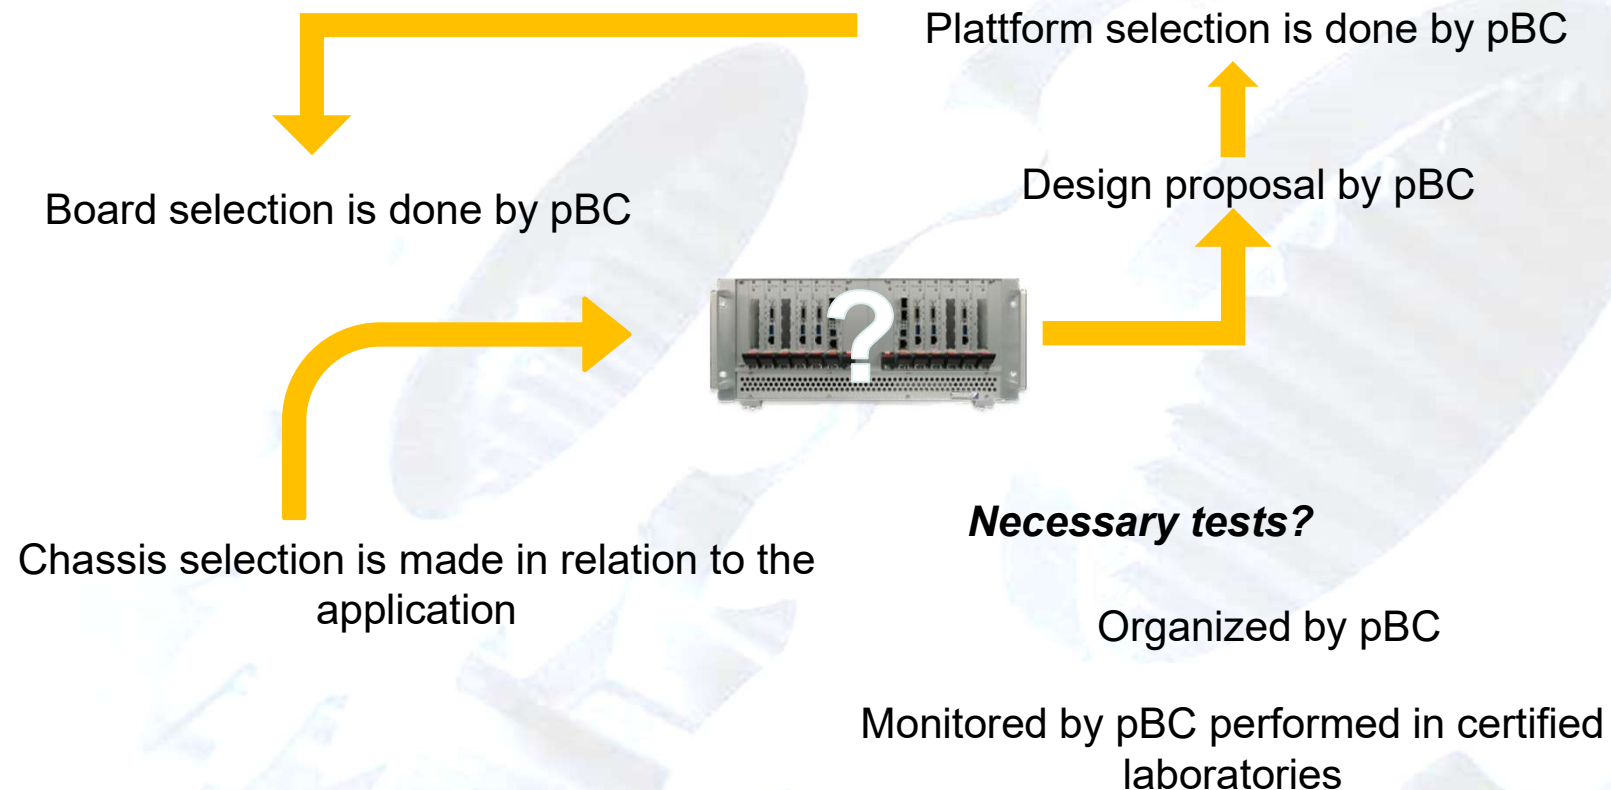 Plattform selection is done by pBC
Design proposal by pBC
Board selection is done by pBC
?
Necessary tests?
Chassis selection is made in relation to the
application
Organized by pBC
Monitored by pBC performed in certified
laboratories